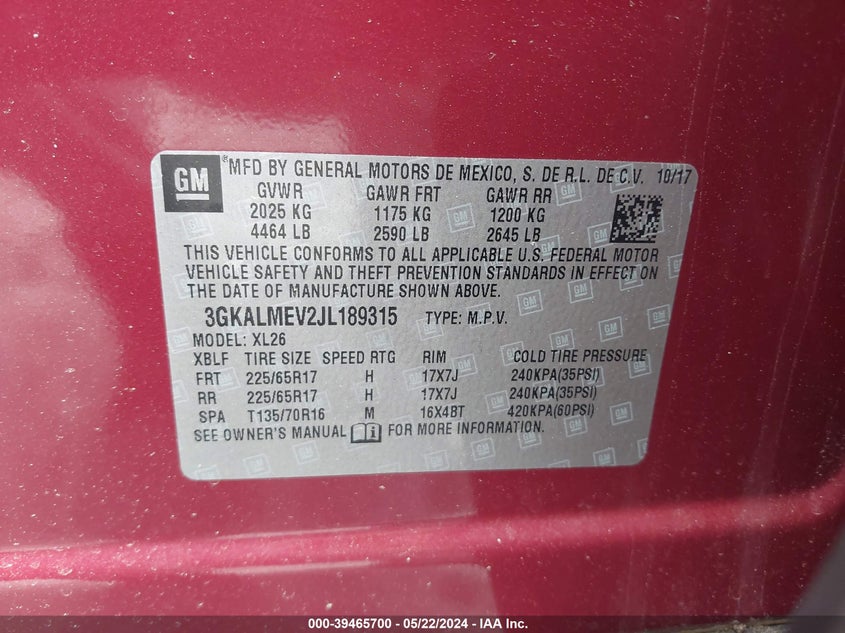 GM
®MFD BY GENERAL MOTORS DE MEXICO, S. DE R.L. DE C.V. 10/17
GVWR GAWR FRT GAWR RR
2025 KG 1175 KG 1200 KG
4464 LB 2590 LB 2645 LB
THIS VEHICLE CONFORMS TO ALL APPLICABLE U.S. FEDERAL MOTOR
VEHICLE SAFETY AND THEFT PREVENTION STANDARDS IN EFFECT ON
THE DATE OF MANUFACTURE SHOWN ABOVE.
3GKALMEV2JL189315 TYPE: M.P.V.
MODEL: XL26
XBLF TIRE SIZE SPEED RTG RIM COLD TIRE PRESSURE
FRT 225/65R17 H 17X7J 240KPA(35PSI)
RR 225/65R17 H 17X7J 240KPA(35PSI)
SPA T135/70R16 M 16X4BT 420KPA(60PSI)
SEE OWNER'S MANUAL FOR MORE INFORMATION.
000-39465700 - 05/22/2024 - IAA Inc.